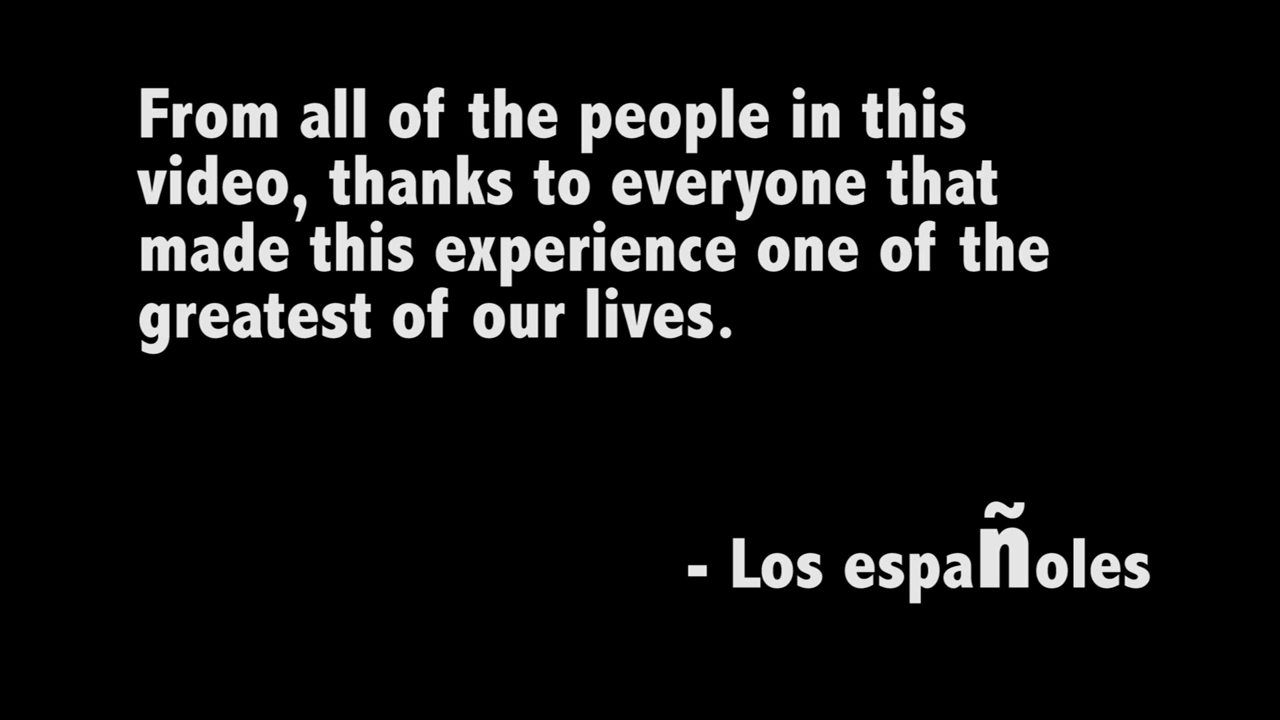 From all of the people in this
video, thanks to everyone that
made this experience one of the
greatest of our lives.
- Los españoles